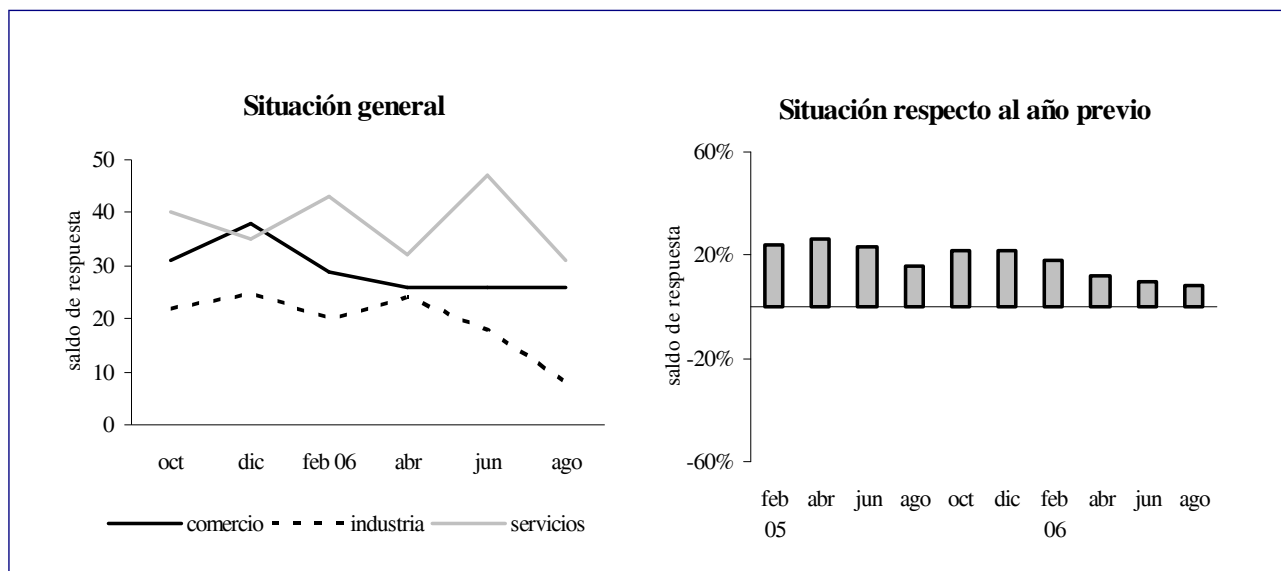 Situación general
saldo de respuesta
50
40
30
20
10
0
oct dic feb 06 abr jun ago
comercio industria servicios
Situación respecto al año previo
saldo de respuesta
60%
20%
-20%
-60%
feb abr jun ago oct dic feb abr jun ago
05 06